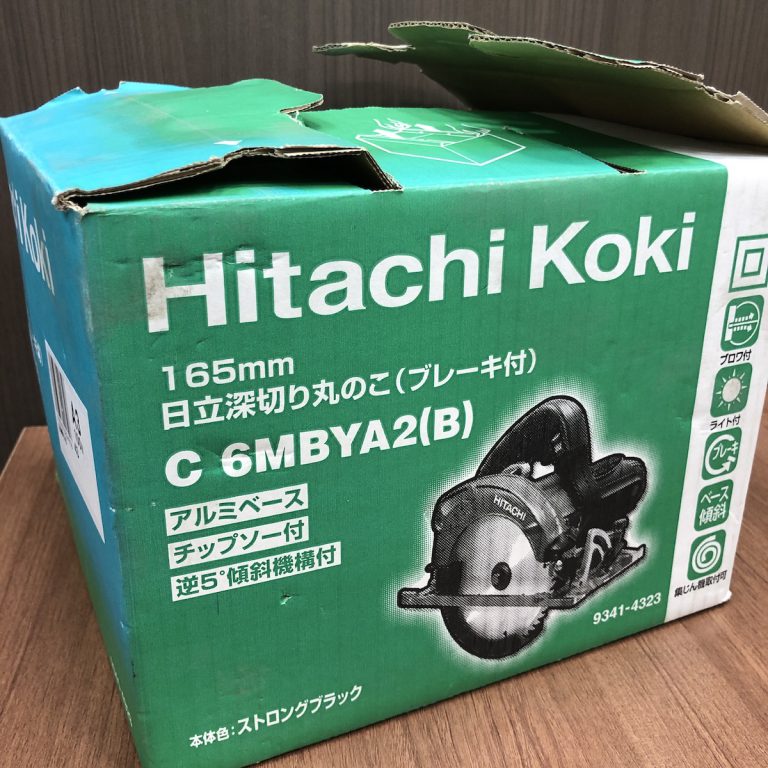 Hitachi Koki
165mm
日立深切り丸のこ(ブレーキ付)
C 6MBYA2(B)
アルミベース
チップソー付
逆5°傾斜機構付
HITACHI
9341-4323
本体色:ストロングブラック
ブロワ付
ライト付
ブレーキ
ベース
傾斜
集じん機取付可
Koki